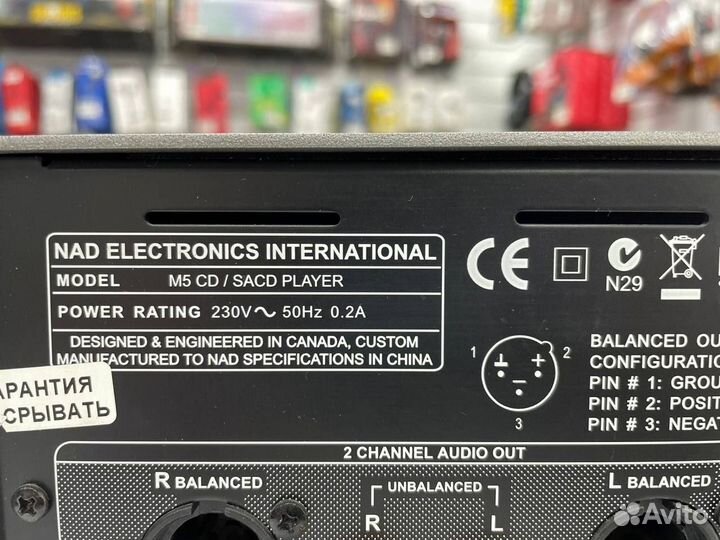 NAD ELECTRONICS INTERNATIONAL
MODEL M5 CD / SACD PLAYER
POWER RATING 230V ~ 50Hz 0.2A
DESIGNED & ENGINEERED IN CANADA, CUSTOM
MANUFACTURED TO NAD SPECIFICATIONS IN CHINA
CE
N29
1
2
3
BALANCED OU
CONFIGURATIO
PIN # 1: GROU
PIN # 2: POSIT
PIN # 3: NEGAT
АРАНТИЯ
СРЫВАТЬ
2 CHANNEL AUDIO OUT
R BALANCED
UNBALANCED
R L
L BALANCED
Avito